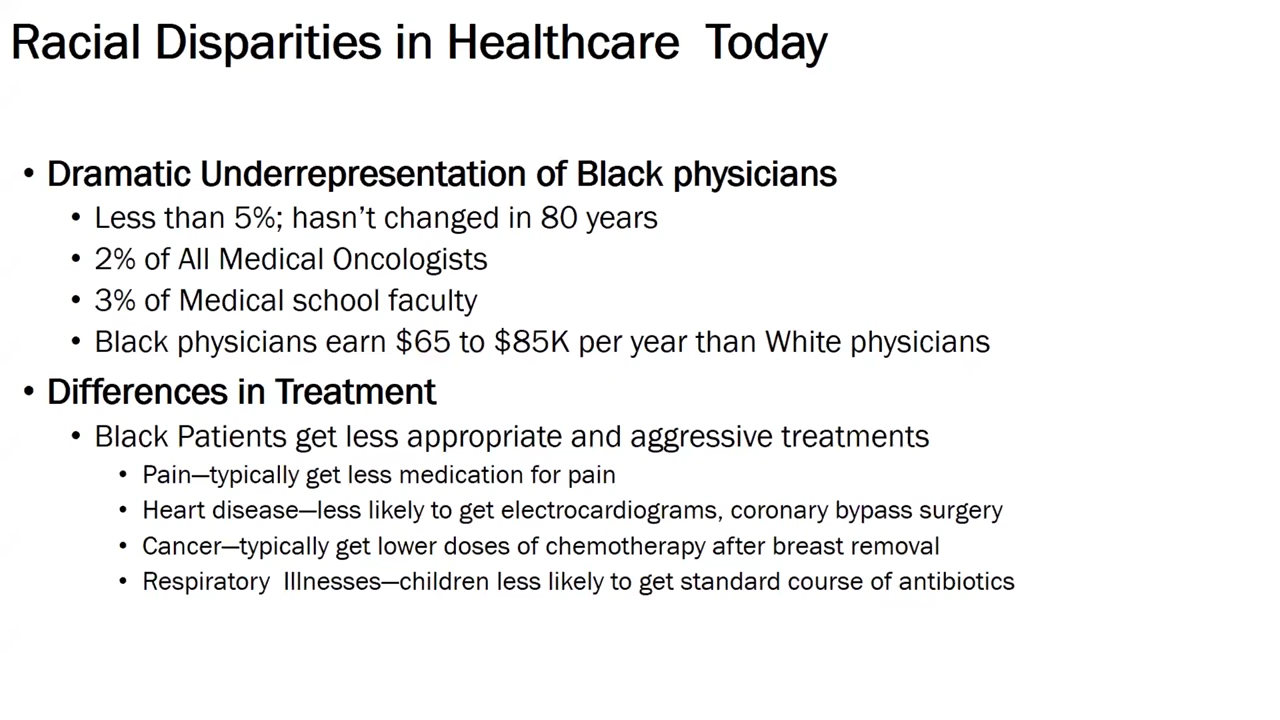 Racial Disparities in Healthcare  Today
• Dramatic Underrepresentation of Black physicians
• Less than 5%; hasn't changed in 80 years
• 2% of All Medical Oncologists
• 3% of Medical school faculty
• Black physicians earn $65 to $85K per year than White physicians
• Differences in Treatment
• Black Patients get less appropriate and aggressive treatments
• Pain—typically get less medication for pain
• Heart disease—less likely to get electrocardiograms, coronary bypass surgery
• Cancer—typically get lower doses of chemotherapy after breast removal
• Respiratory  Illnesses—children less likely to get standard course of antibiotics